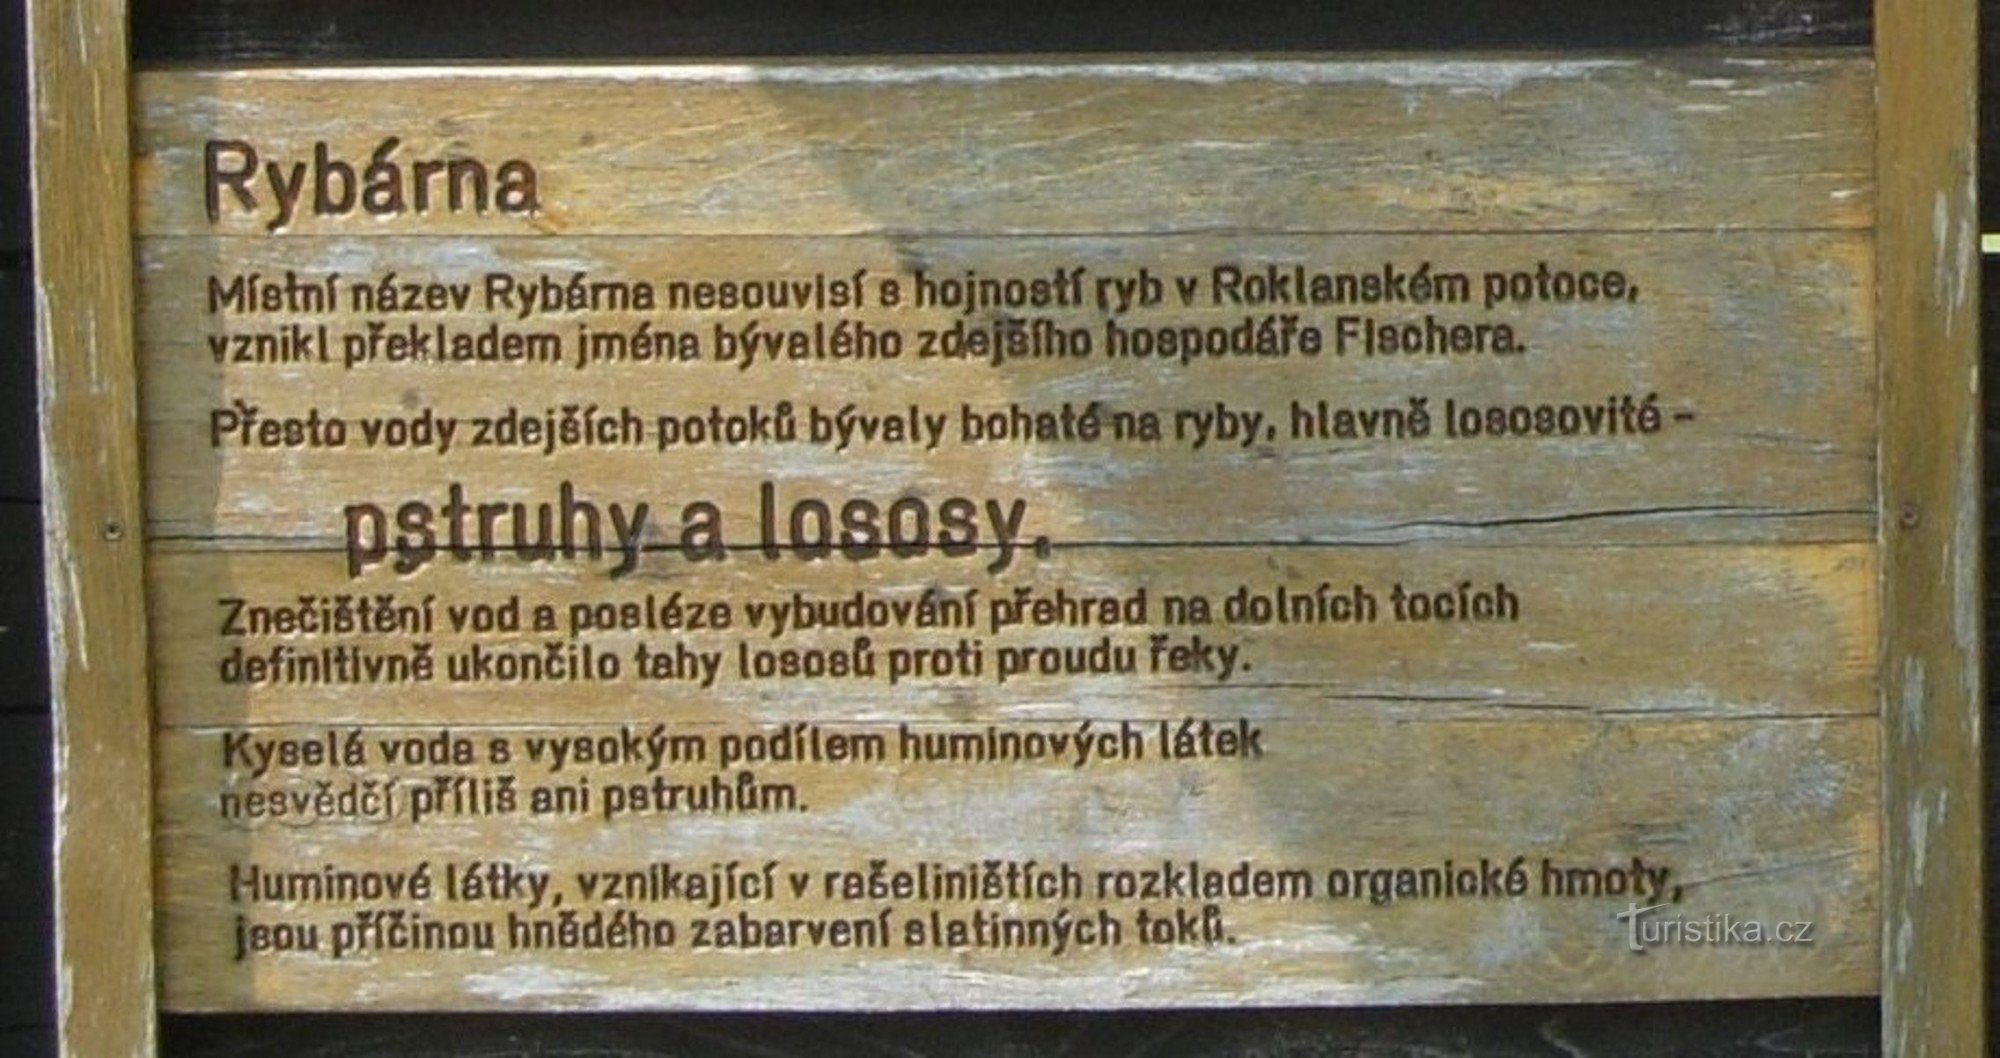 Rybárna
Místní název Rybárna nesouvisí s hojností ryb v Roklanském potoce,
vznikl překladem jména bývalého zdejšího hospodáře Fischera.
Přesto vody zdejších potoků bývaly bohaté na ryby, hlavně lososovité -
pstruhy a lososy.
Znečištění vod a posléze vybudování přehrad na dolních tocích
definitivně ukončilo tahy lososů proti proudu řeky.
Kyselá voda s vysokým podílem huminových látek
nesvědčí příliš ani pstruhům.
Huminové látky, vznikající v rašeliništích rozkladem organické hmoty,
jsou příčinou hnědého zabarvení slatinných toků.
Turistika.cz